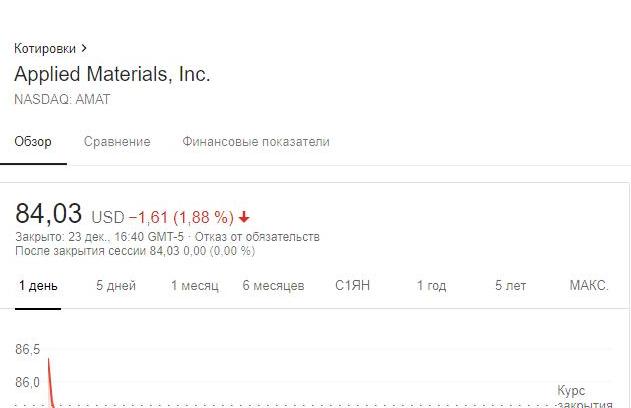 Котировки >
Applied Materials, Inc.
NASDAQ: AMAT
Обзор Сравнение Финансовые показатели
84,03 USD −1,61 (1,88 %) ↓
Закрыто: 23 дек., 16:40 GMT-5 · Отказ от обязательств
После закрытия сессии 84,03 0,00 (0,00 %)
1 день 5 дней 1 месяц 6 месяцев С1ЯН 1 год 5 лет МАКС.
86,5
86,0
Курс
закрытия